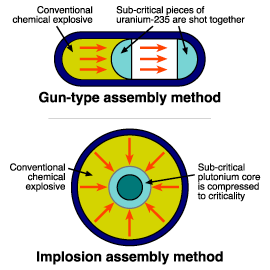 Conventional
chemical explosive
Sub-critical pieces of
uranium-235 are shot together
Gun-type assembly method
Conventional
chemical
explosive
Sub-critical
plutonium core
is compressed
to criticality
Implosion assembly method